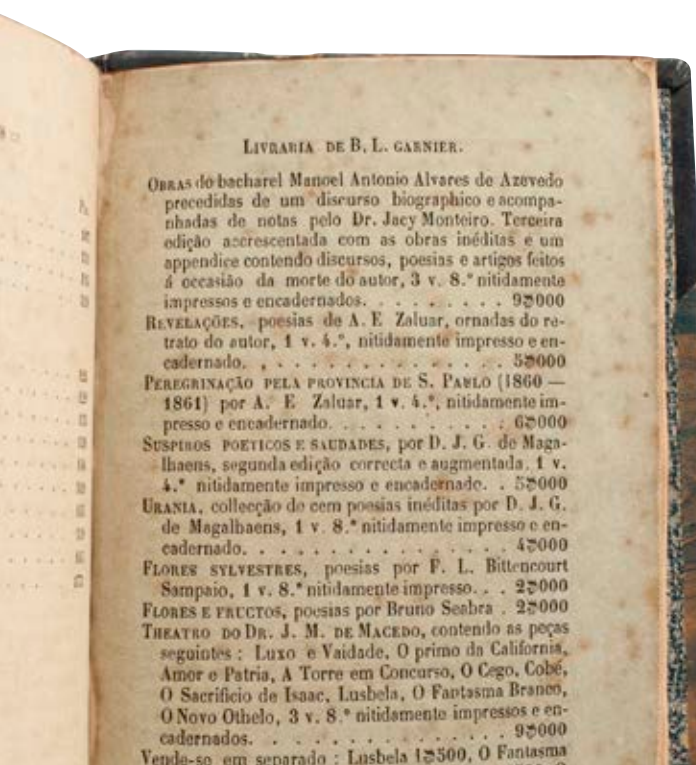 LIVRARIA DE B. L. GARNIER.
OBRAS do bacharel Manoel Antonio Alvares de Azevedo
precedidas de um discurso biographico e acompa-
nhadas de notas pelo Dr. Jacy Monteiro. Terceira
edição accrescentada com as obras inéditas e um
appendice contendo discursos, poesias e artigos feitos
á occasião da morte do autor, 3 v. 8.º nitidamente
impressos e encadernados. . . . . . . . . 9$000
REVELAÇÕES, poesias de A. E Zaluar, ornadas do re-
trato do autor, 1 v. 4.º, nitidamente impresso e en-
cadernado. . . . . . . . . . . . . . . 5$000
PEREGRINAÇÃO PELA PROVINCIA DE S. PAULO (1860 —
1861) por A. E Zaluar, 1 v. 4.º, nitidamente im-
presso e encadernado. . . . . . . . . . 6$000
SUSPIROS POETICOS E SAUDADES, por D. J. G. de Maga-
lhaens, segunda edição correcta e augmentada, 1 v.
4.º nitidamente impresso e encadernado. . 5$000
URANIA, collecção de cem poesias inéditas por D. J. G.
de Magalhaens, 1 v. 8.º nitidamente impresso e en-
cadernado. . . . . . . . . . . . . . . 4$000
FLORES SYLVESTRES, poesias por F. L. Bittencourt
Sampaio, 1 v. 8.º nitidamente impresso. . . 2$000
FLORES E FRUCTOS, poesias por Bruno Seabra . 2$000
THEATRO DO DR. J. M. DE MACEDO, contendo as peças
seguintes : Luxo e Vaidade, O primo da California,
Amor e Patria, A Torre em Concurso, O Cego, Cobé,
O Sacrificio de Isaac, Lusbela, O Fantasma Branco,
O Novo Othelo, 3 v. 8.º nitidamente impressos e en-
cadernados. . . . . . . . . . . . . . 9$000
Vende-se em separado : Lusbela 1$500, O Fantasma